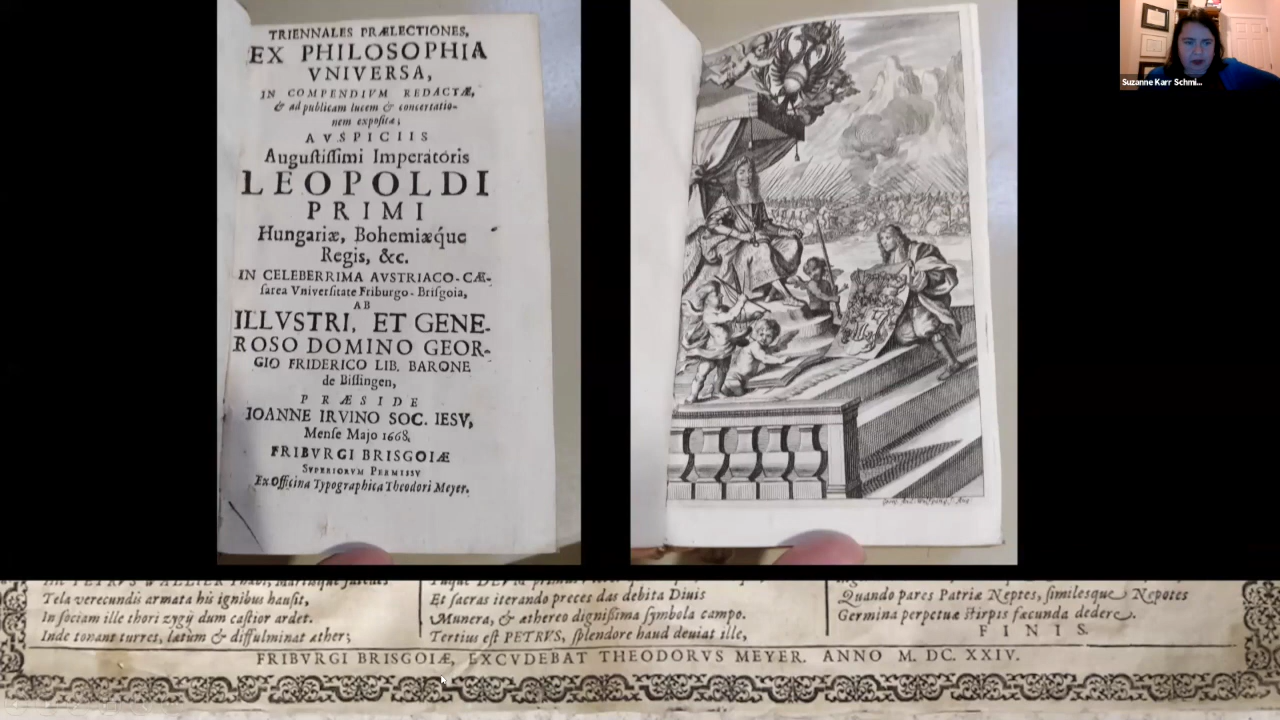 TRIENNALES PRÆLECTIONES,
EX PHILOSOPHIA
VNIVERSA,
IN COMPENDIVM REDACTÆ,
& ad publicam lucem & concertatio-
nem expositæ;
AVSPICIIS
Augustissimi Imperatoris
LEOPOLDI
PRIMI
Hungariæ, Bohemiæque
Regis, &c.
IN CELEBERRIMA AVSTRIACO-CÆ-
sarea Vniversitate Friburgo-Brisgoia,
AB
ILLVSTRI, ET GENE-
ROSO DOMINO GEOR-
GIO FRIDERICO LIB. BARONE
de Bissingen,
PRÆSIDE
IOANNE IRVINO SOC. IESV,
Mense Majo 1668,
FRIBVRGI BRISGOIÆ
SVPERIORVM PERMISSV
Ex Officina Typographica Theodori Meyer.
Suzanne Karr Schmi...
Tela verecundis armata his ignibus hausit,
In sociam ille thori zygij dum castior ardet.
Inde tonant turres, lætum & diffulminat æther;
Et sacras iterando preces das debita Diuis
Munera, & æthereo dignissima symbola campo.
Tertius est PETRVS, splendore haud deuiat ille,
Quando pares Patriæ Neptes, similesque Nepotes
Germina perpetuæ stirpis fæcunda dedere.
FINIS.
FRIBVRGI BRISGOIÆ, EXCVDEBAT THEODORVS MEYER. ANNO M. DC. XXIV.